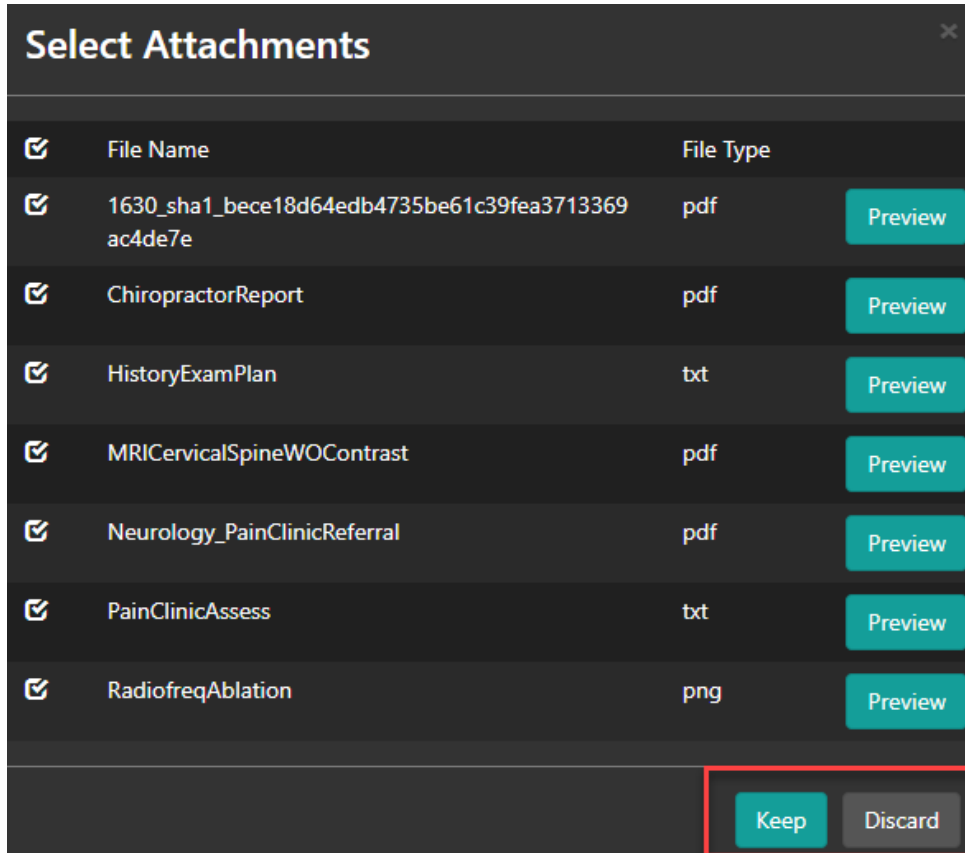 Select Attachments ×
File Name File Type
1630_sha1_bece18d64edb4735be61c39fea3713369 pdf Preview
ac4de7e
ChiropractorReport pdf Preview
HistoryExamPlan txt Preview
MRICervicalSpineWOContrast pdf Preview
Neurology_PainClinicReferral pdf Preview
PainClinicAssess txt Preview
RadiofreqAblation png Preview
Keep Discard